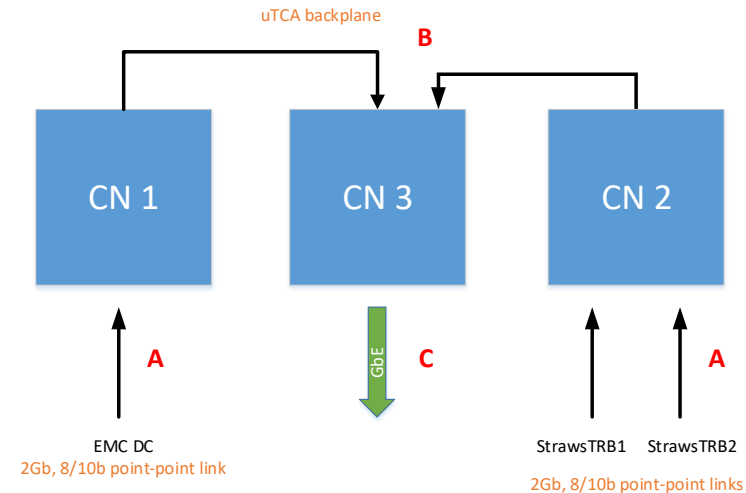 uTCA backplane
B
CN 1
CN 3
CN 2
A
GbE
C
A
EMC DC
2Gb, 8/10b point-point link
StrawsTRB1
StrawsTRB2
2Gb, 8/10b point-point links